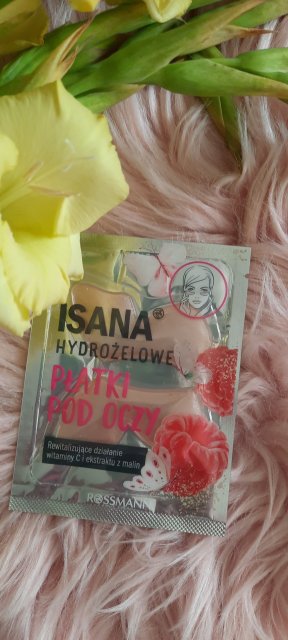 ISANA®
HYDROŻELOWE
PŁATKI
POD OCZY
Rewitalizujące działanie
witaminy C i ekstraktu z malin
ROSSMANN